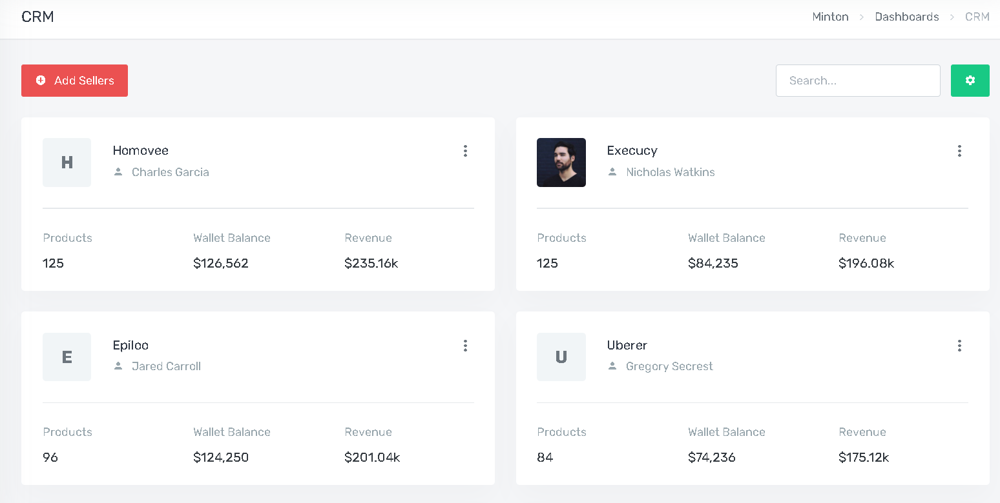 CRM
Minton > Dashboards > CRM
Add Sellers
Search...
H
Homovee
Charles Garcia
Products Wallet Balance Revenue
125 $126,562 $235.16k
Execucy
Nicholas Watkins
Products Wallet Balance Revenue
125 $84,235 $196.08k
E
Epiloo
Jared Carroll
Products Wallet Balance Revenue
96 $124,250 $201.04k
U
Uberer
Gregory Secrest
Products Wallet Balance Revenue
84 $74,236 $175.12k